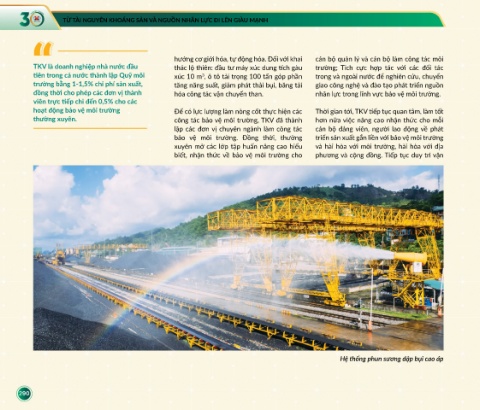 30 TỪ TÀI NGUYÊN KHOÁNG SẢN VÀ NGUỒN NHÂN LỰC ĐI LÊN GIÀU MẠNH
TKV là doanh nghiệp nhà nước đầu
tiên trong cả nước thành lập Quỹ môi
trường bằng 1-1,5% chi phí sản xuất,
đồng thời cho phép các đơn vị thành
viên trực tiếp chi đến 0,5% cho các
hoạt động bảo vệ môi trường
thường xuyên.
hướng cơ giới hóa, tự động hóa. Đối với khai
thác lộ thiên: đầu tư máy xúc dung tích gàu
xúc 10 m³; ô tô tải trọng 100 tấn góp phần
tăng năng suất, giảm phát thải bụi, băng tải
hóa công tác vận chuyển than.
Để có lực lượng làm nòng cốt thực hiện các
công tác bảo vệ môi trường, TKV đã thành
lập các đơn vị chuyên ngành làm công tác
bảo vệ môi trường. Đồng thời, thường
xuyên mở các lớp tập huấn nâng cao hiểu
biết, nhận thức về bảo vệ môi trường cho
cán bộ quản lý và cán bộ làm công tác môi
trường; Tích cực hợp tác với các đối tác
trong và ngoài nước để nghiên cứu, chuyển
giao công nghệ và đào tạo phát triển nguồn
nhân lực trong lĩnh vực bảo vệ môi trường.
Thời gian tới, TKV tiếp tục quan tâm, làm tốt
hơn nữa việc nâng cao nhận thức cho mỗi
cán bộ đảng viên, người lao động về phát
triển sản xuất gắn liền với bảo vệ môi trường
và hài hòa với môi trường, hài hòa với địa
phương và cộng đồng. Tiếp tục duy trì vận
Hệ thống phun sương dập bụi cao áp
290